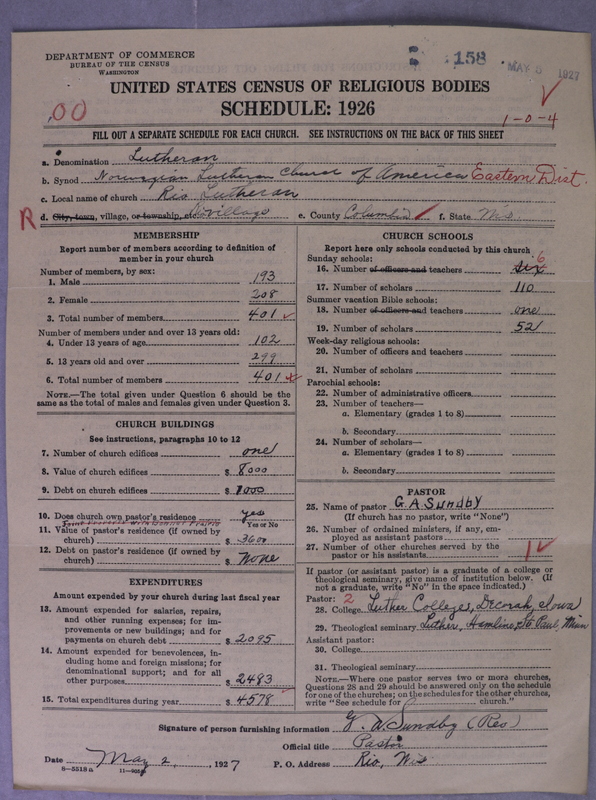 DEPARTMENT OF COMMERCE
BUREAU OF THE CENSUS
WASHINGTON
158
MAY 1927
UNITED STATES CENSUS OF RELIGIOUS BODIES
SCHEDULE: 1926
00
1-0-4
FILL OUT A SEPARATE SCHEDULE FOR EACH CHURCH. SEE INSTRUCTIONS ON THE BACK OF THIS SHEET
a. Denomination Lutheran
b. Synod Norwegian Lutheran Church of America Eastern Dist.
c. Local name of church Rio Lutheran
R d. City, town, village, or township, etc. village e. County Columbia f. State Wis.
MEMBERSHIP
Report number of members according to definition of member in your church
Number of members, by sex:
1. Male 193
2. Female 208
3. Total number of members 401
Number of members under and over 13 years old:
4. Under 13 years of age 102
5. 13 years old and over 299
6. Total number of members 401
NOTE.—The total given under Question 6 should be
same as the total of males and females given under Question 3.
CHURCH BUILDINGS
See instructions, paragraphs 10 to 12
7. Number of church edifices one
8. Value of church edifices $ 8000
9. Debt on church edifices $ 1000
10. Does church own pastor's residence yes
Yes or No
11. Value of pastor's residence (if owned by
church) $ 3600
12. Debt on pastor's residence (if owned by
church) $ None
EXPENDITURES
Amount expended by your church during last fiscal year
13. Amount expended for salaries, repairs,
and other running expenses; for im-
provements or new buildings; and for
payments on church debt $ 2095
14. Amount expended for benevolences, in-
cluding home and foreign missions; for
denominational support; and for all
other purposes $ 2483
15. Total expenditures during year $ 4578
CHURCH SCHOOLS
Report here only schools conducted by this church
Sunday schools:
16. Number of officers and teachers six 6
17. Number of scholars 110
Summer vacation Bible schools:
18. Number of officers and teachers one
19. Number of scholars 52
Week-day religious schools:
20. Number of officers and teachers
21. Number of scholars
Parochial schools:
22. Number of administrative officers
23. Number of teachers—
a. Elementary (grades 1 to 8)
b. Secondary
24. Number of scholars—
a. Elementary (grades 1 to 8)
b. Secondary
PASTOR
25. Name of pastor G. A. Sundby
(If church has no pastor, write "None")
26. Number of ordained ministers, if any, em-
ployed as assistant pastors
27. Number of other churches served by the
pastor or his assistants 1
If pastor (or assistant pastor) is a graduate of a college or
theological seminary, give name of institution below. (If
not a graduate, write "No" in the space indicated.)
Pastor: 2
28. College Luther College, Decorah, Iowa
29. Theological seminary Luther, Hamline, St. Paul, Minn
Assistant pastor:
30. College
31. Theological seminary
NOTE.—Where one pastor serves two or more churches,
Questions 28 and 29 should be answered only on the schedule
for one of the churches; on the schedules for the other churches,
write "See schedule for church."
Signature of person furnishing information G. A. Sundby (Res)
Official title Pastor
Date May 2, 1927 P. O. Address Rio, Wis
8—5518a